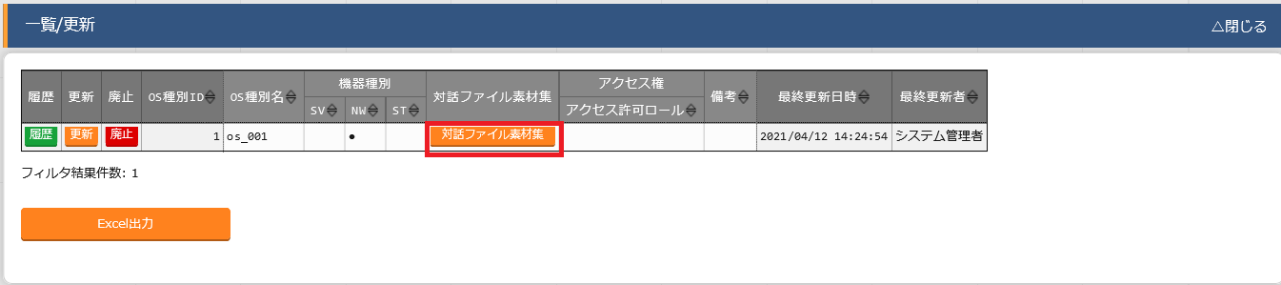 一覧/更新 △閉じる
履歴 更新 廃止 OS種別ID OS種別名 機器種別 対話ファイル素材集 アクセス権 備考 最終更新日時 最終更新者
SV NW ST アクセス許可ロール
履歴 更新 廃止 1 os_001 ● 対話ファイル素材集 2021/04/12 14:24:54 システム管理者
フィルタ結果件数: 1
Excel出力